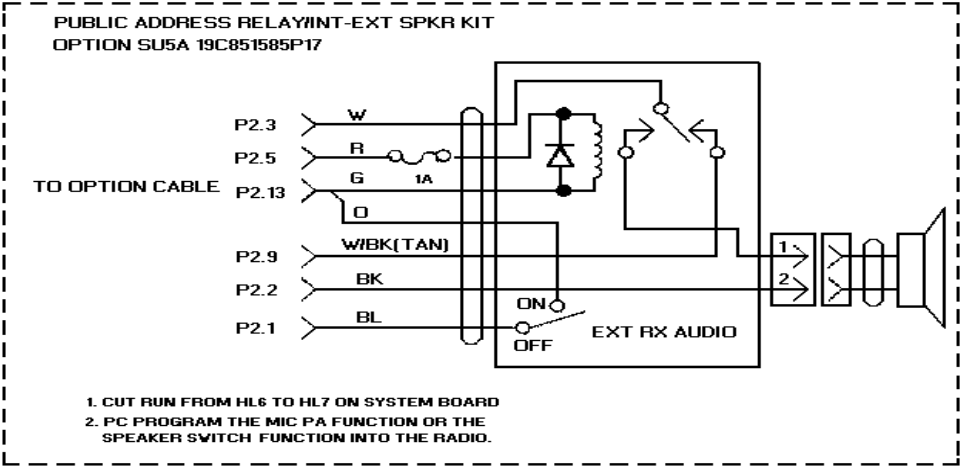 PUBLIC ADDRESS RELAY/INT-EXT SPKR KIT
OPTION SU5A 19C851585P17
P2.3 W
P2.5 R
1A
TO OPTION CABLE P2.13 G
O
P2.9 W/BK(TAN)
1
P2.2 BK
2
ON
P2.1 BL
EXT RX AUDIO
OFF
1. CUT RUN FROM HL6 TO HL7 ON SYSTEM BOARD
2. PC PROGRAM THE MIC PA FUNCTION OR THE
SPEAKER SWITCH FUNCTION INTO THE RADIO.